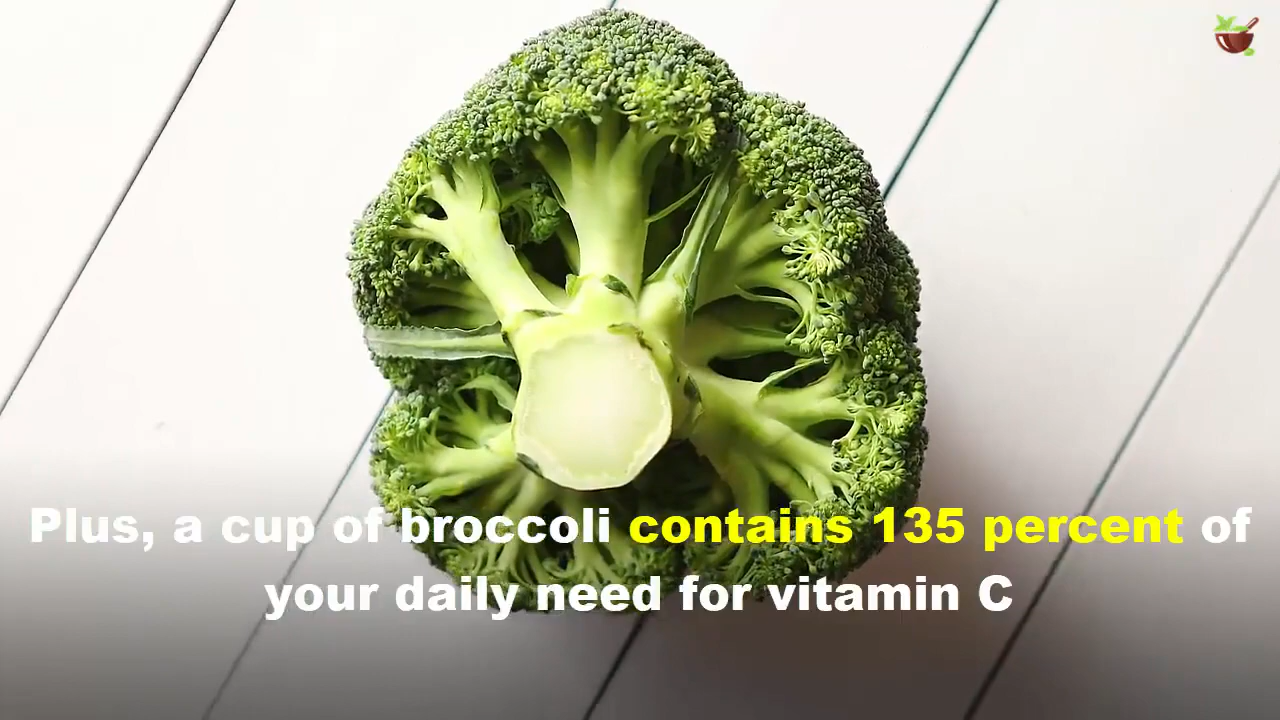 Plus, a cup of broccoli contains 135 percent of
your daily need for vitamin C